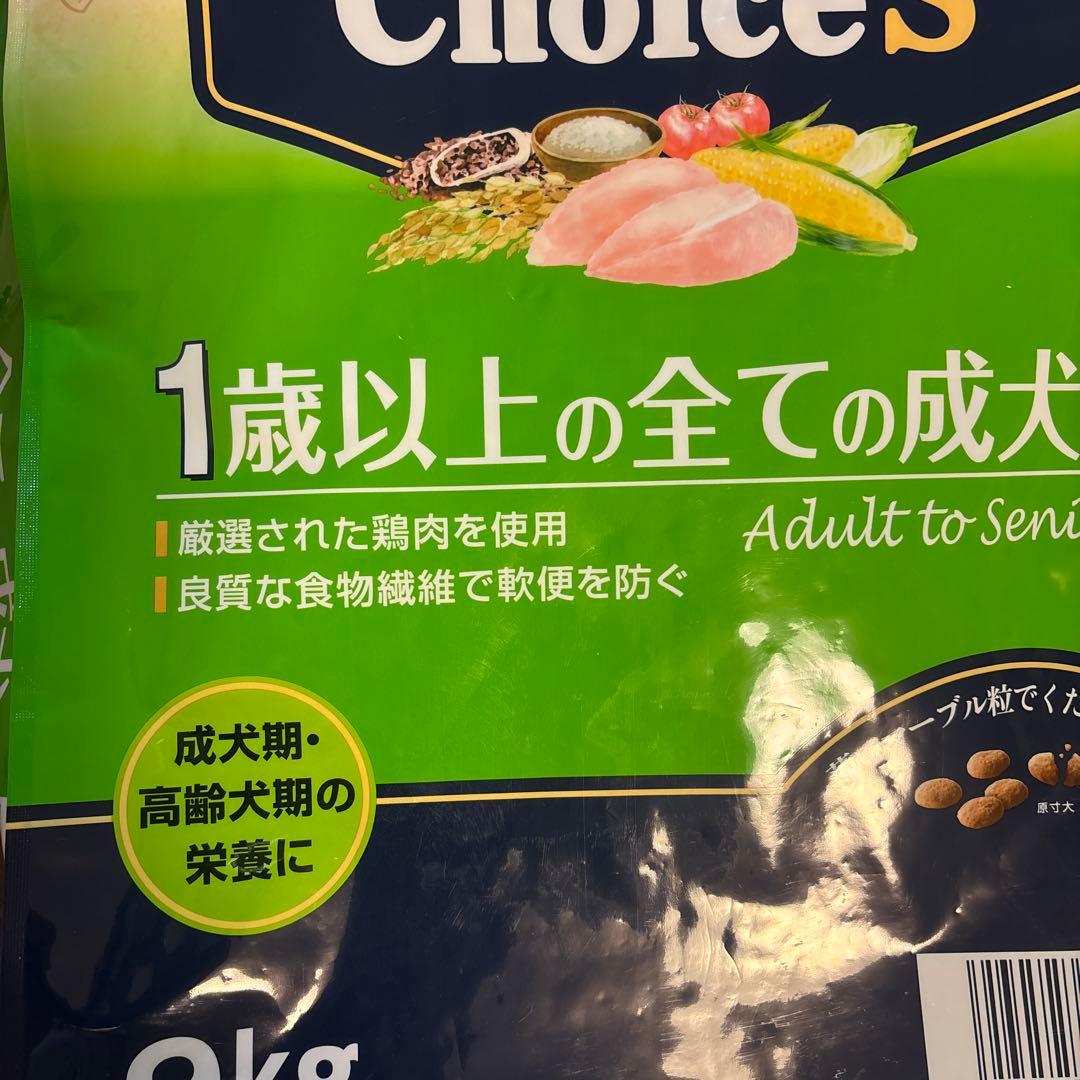 Choice's
1歳以上の全ての成犬
厳選された鶏肉を使用
Adult to Seni
良質な食物繊維で軟便を防ぐ
ーブル粒でくだ
原寸大
成犬期・
高齢犬期の
栄養に
kg